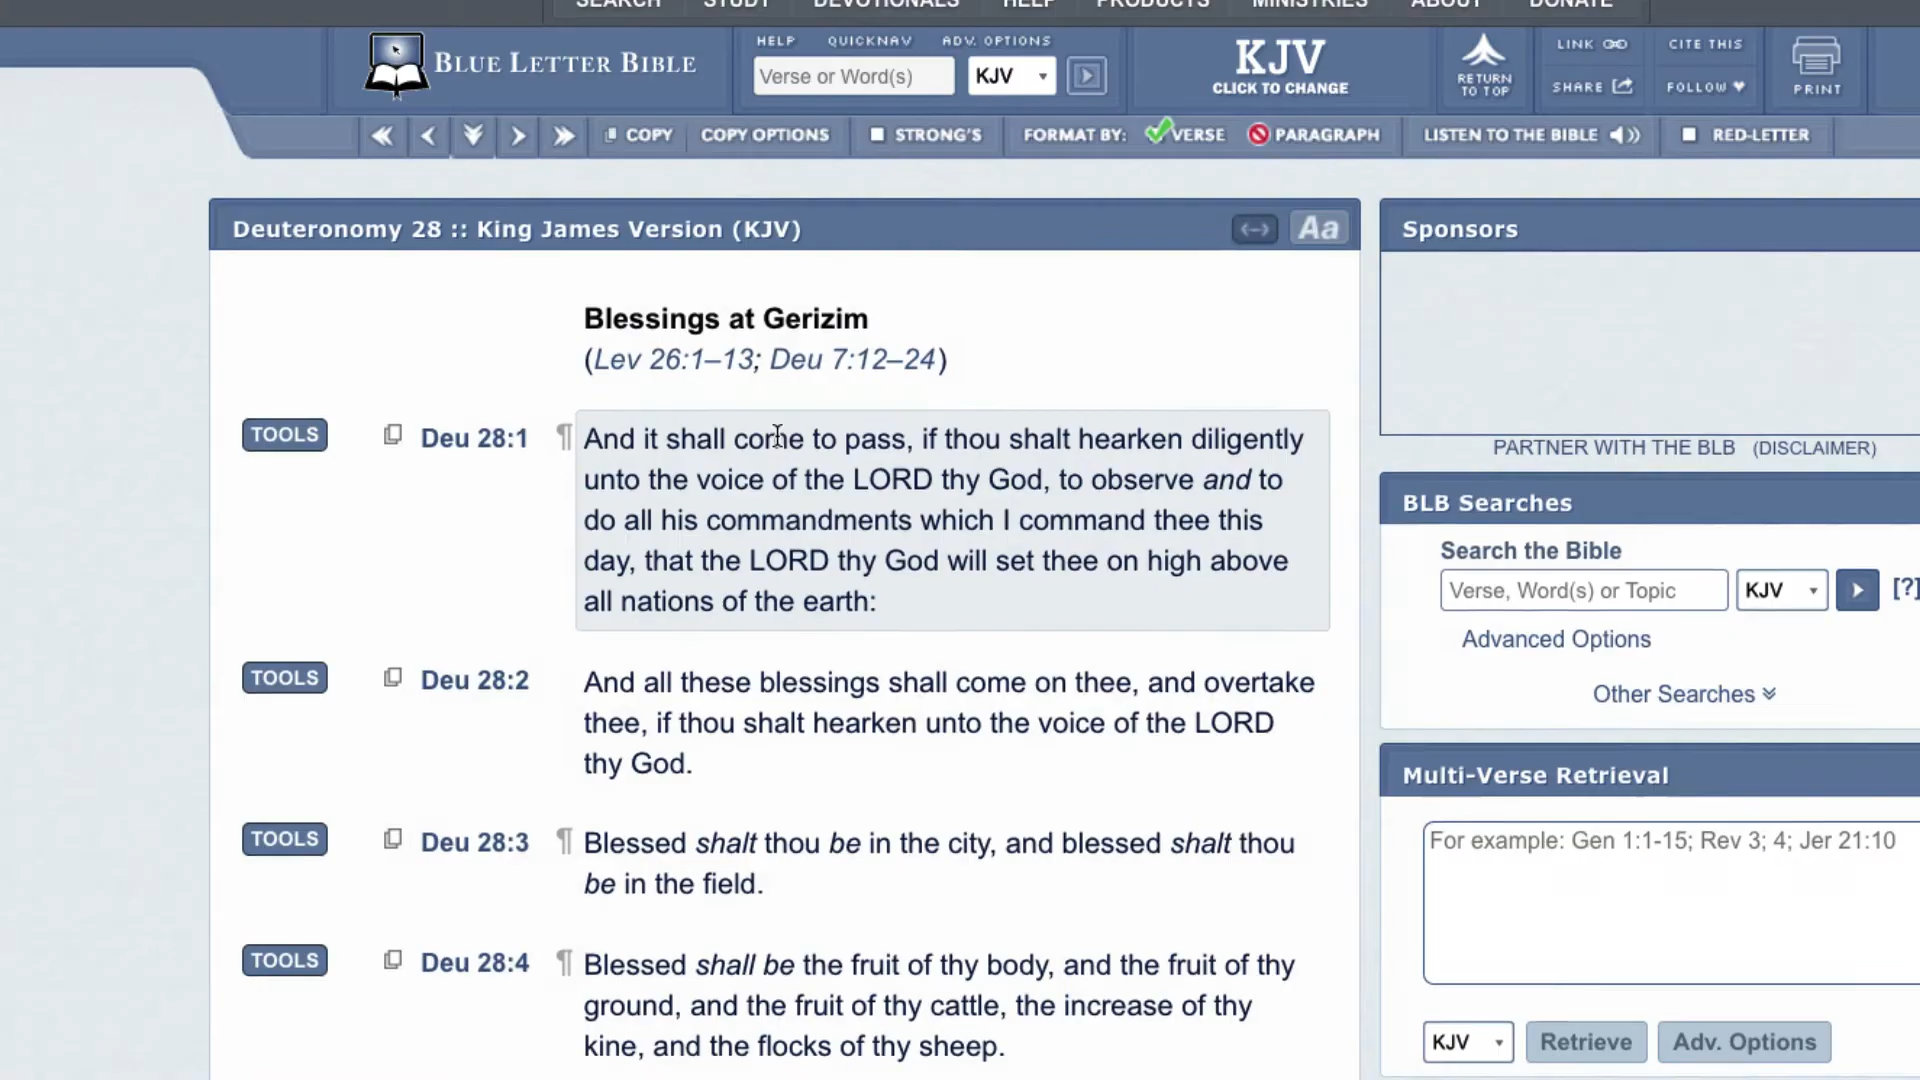 SEARCH STUDY DEVOTIONALS HELP PRODUCTS MINISTRIES ABOUT DONATE
BLUE LETTER BIBLE
HELP QUICKNAV ADV. OPTIONS
Verse or Word(s) KJV
KJV
CLICK TO CHANGE
RETURN
TO TOP
LINK CITE THIS
SHARE FOLLOW
PRINT
COPY COPY OPTIONS STRONG'S FORMAT BY: VERSE PARAGRAPH LISTEN TO THE BIBLE RED-LETTER
Deuteronomy 28 :: King James Version (KJV) Aa
Blessings at Gerizim
(Lev 26:1–13; Deu 7:12–24)
TOOLS Deu 28:1 ¶ And it shall come to pass, if thou shalt hearken diligently
unto the voice of the LORD thy God, to observe and to
do all his commandments which I command thee this
day, that the LORD thy God will set thee on high above
all nations of the earth:
TOOLS Deu 28:2 And all these blessings shall come on thee, and overtake
thee, if thou shalt hearken unto the voice of the LORD
thy God.
TOOLS Deu 28:3 ¶ Blessed shalt thou be in the city, and blessed shalt thou
be in the field.
TOOLS Deu 28:4 ¶ Blessed shall be the fruit of thy body, and the fruit of thy
ground, and the fruit of thy cattle, the increase of thy
kine, and the flocks of thy sheep.
Sponsors
PARTNER WITH THE BLB (DISCLAIMER)
BLB Searches
Search the Bible
Verse, Word(s) or Topic KJV [?]
Advanced Options
Other Searches
Multi-Verse Retrieval
For example: Gen 1:1-15; Rev 3; 4; Jer 21:10
KJV Retrieve Adv. Options